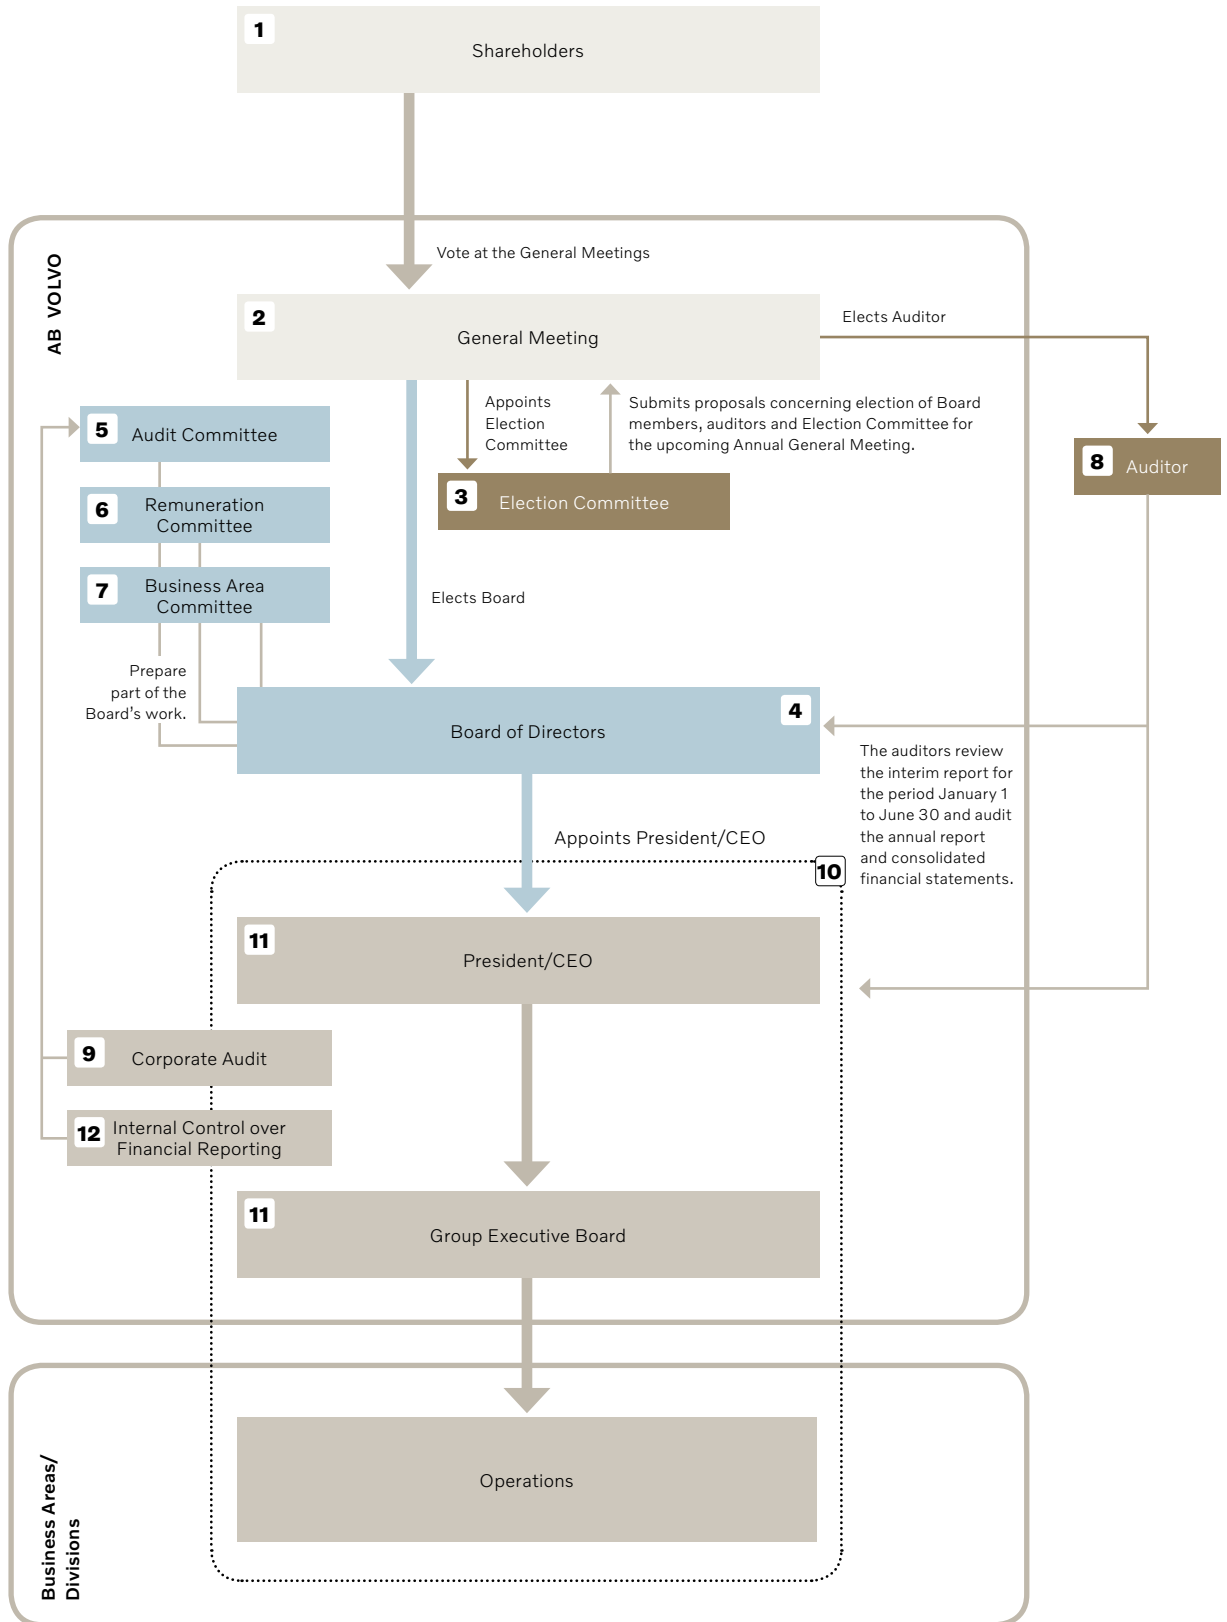 1
Shareholders
AB VOLVO
Vote at the General Meetings
2
General Meeting
Elects Auditor
Appoints
Election
Committee
Submits proposals concerning election of Board
members, auditors and Election Committee for
the upcoming Annual General Meeting.
5
Audit Committee
8
Auditor
3
Election Committee
6
Remuneration
Committee
7
Business Area
Committee
Elects Board
Prepare
part of the
Board's work.
4
Board of Directors
The auditors review
the interim report for
the period January 1
to June 30 and audit
the annual report
and consolidated
financial statements.
Appoints President/CEO
10
11
President/CEO
9
Corporate Audit
12
Internal Control over
Financial Reporting
11
Group Executive Board
Operations
Business Areas/
Divisions